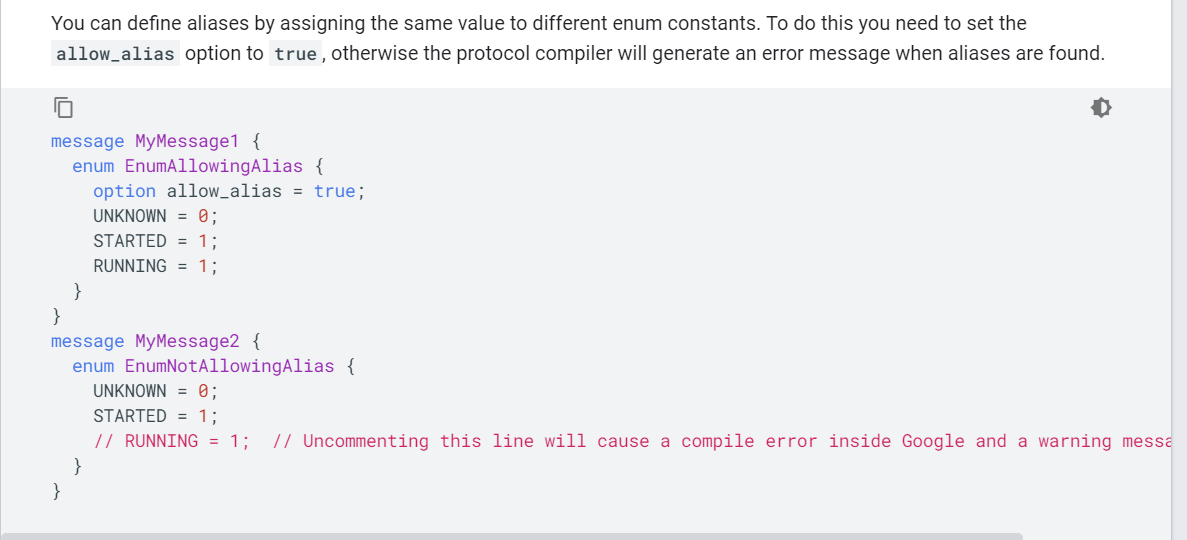 You can define aliases by assigning the same value to different enum constants. To do this you need to set the
allow_alias option to true, otherwise the protocol compiler will generate an error message when aliases are found.
message MyMessage1 {
  enum EnumAllowingAlias {
    option allow_alias = true;
    UNKNOWN = 0;
    STARTED = 1;
    RUNNING = 1;
  }
}
message MyMessage2 {
  enum EnumNotAllowingAlias {
    UNKNOWN = 0;
    STARTED = 1;
    // RUNNING = 1;  // Uncommenting this line will cause a compile error inside Google and a warning messa
  }
}